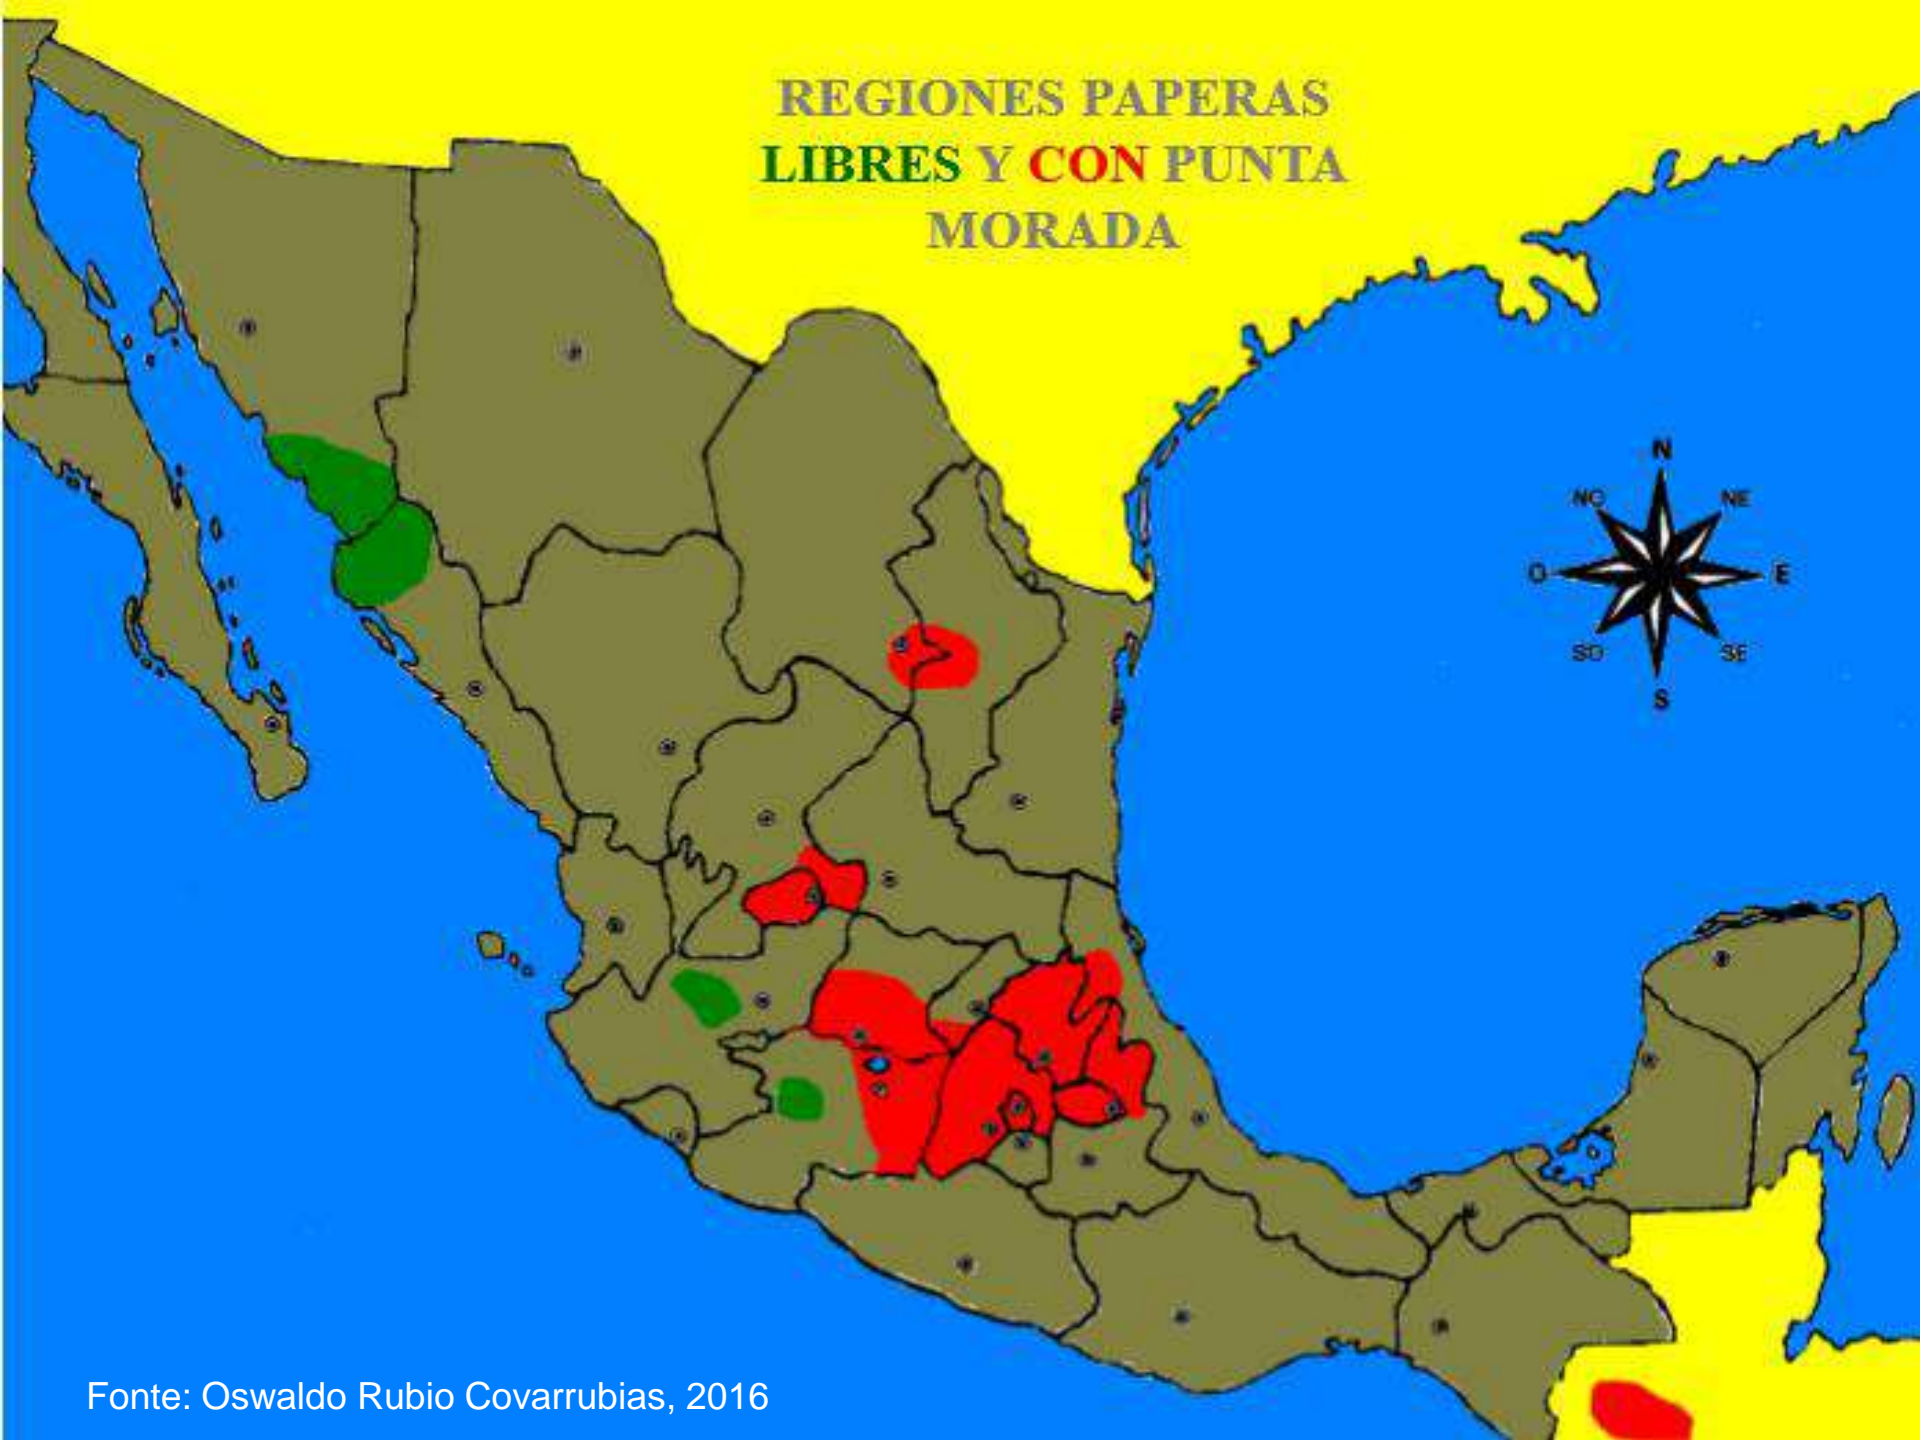 REGIONES PAPERAS
LIBRES Y CON PUNTA
MORADA
N
NO
NE
O
E
SO
SE
S
Fonte: Oswaldo Rubio Covarrubias, 2016